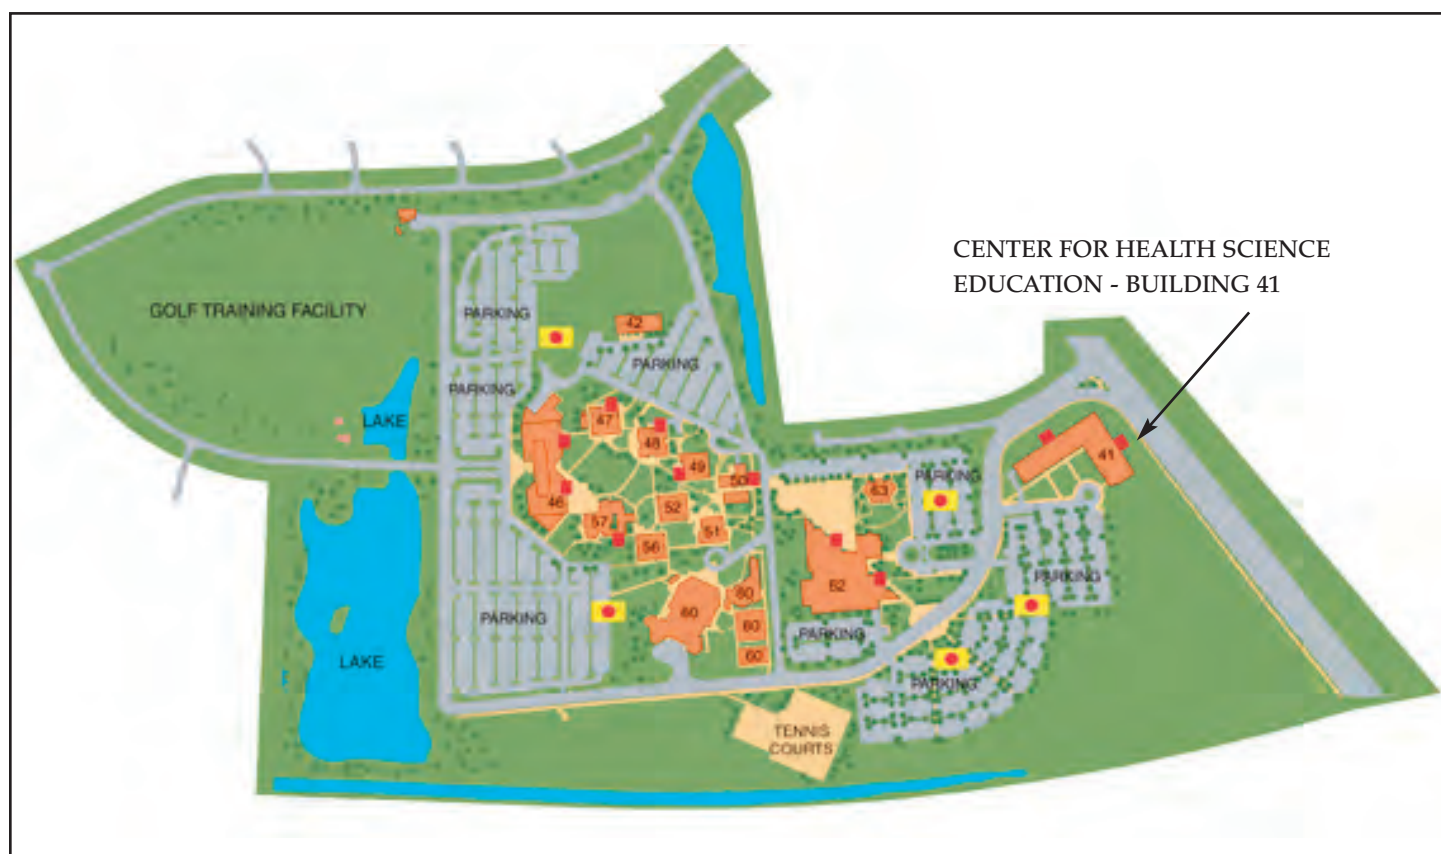 CENTER FOR HEALTH SCIENCE
EDUCATION - BUILDING 41
GOLF TRAINING FACILITY
PARKING
42
PARKING
PARKING
LAKE
47
48
49
50
41
PARKING
63
46
57
52
51
56
PARKING
62
PARKING
60
60
60
60
PARKING
LAKE
PARKING
TENNIS
COURTS